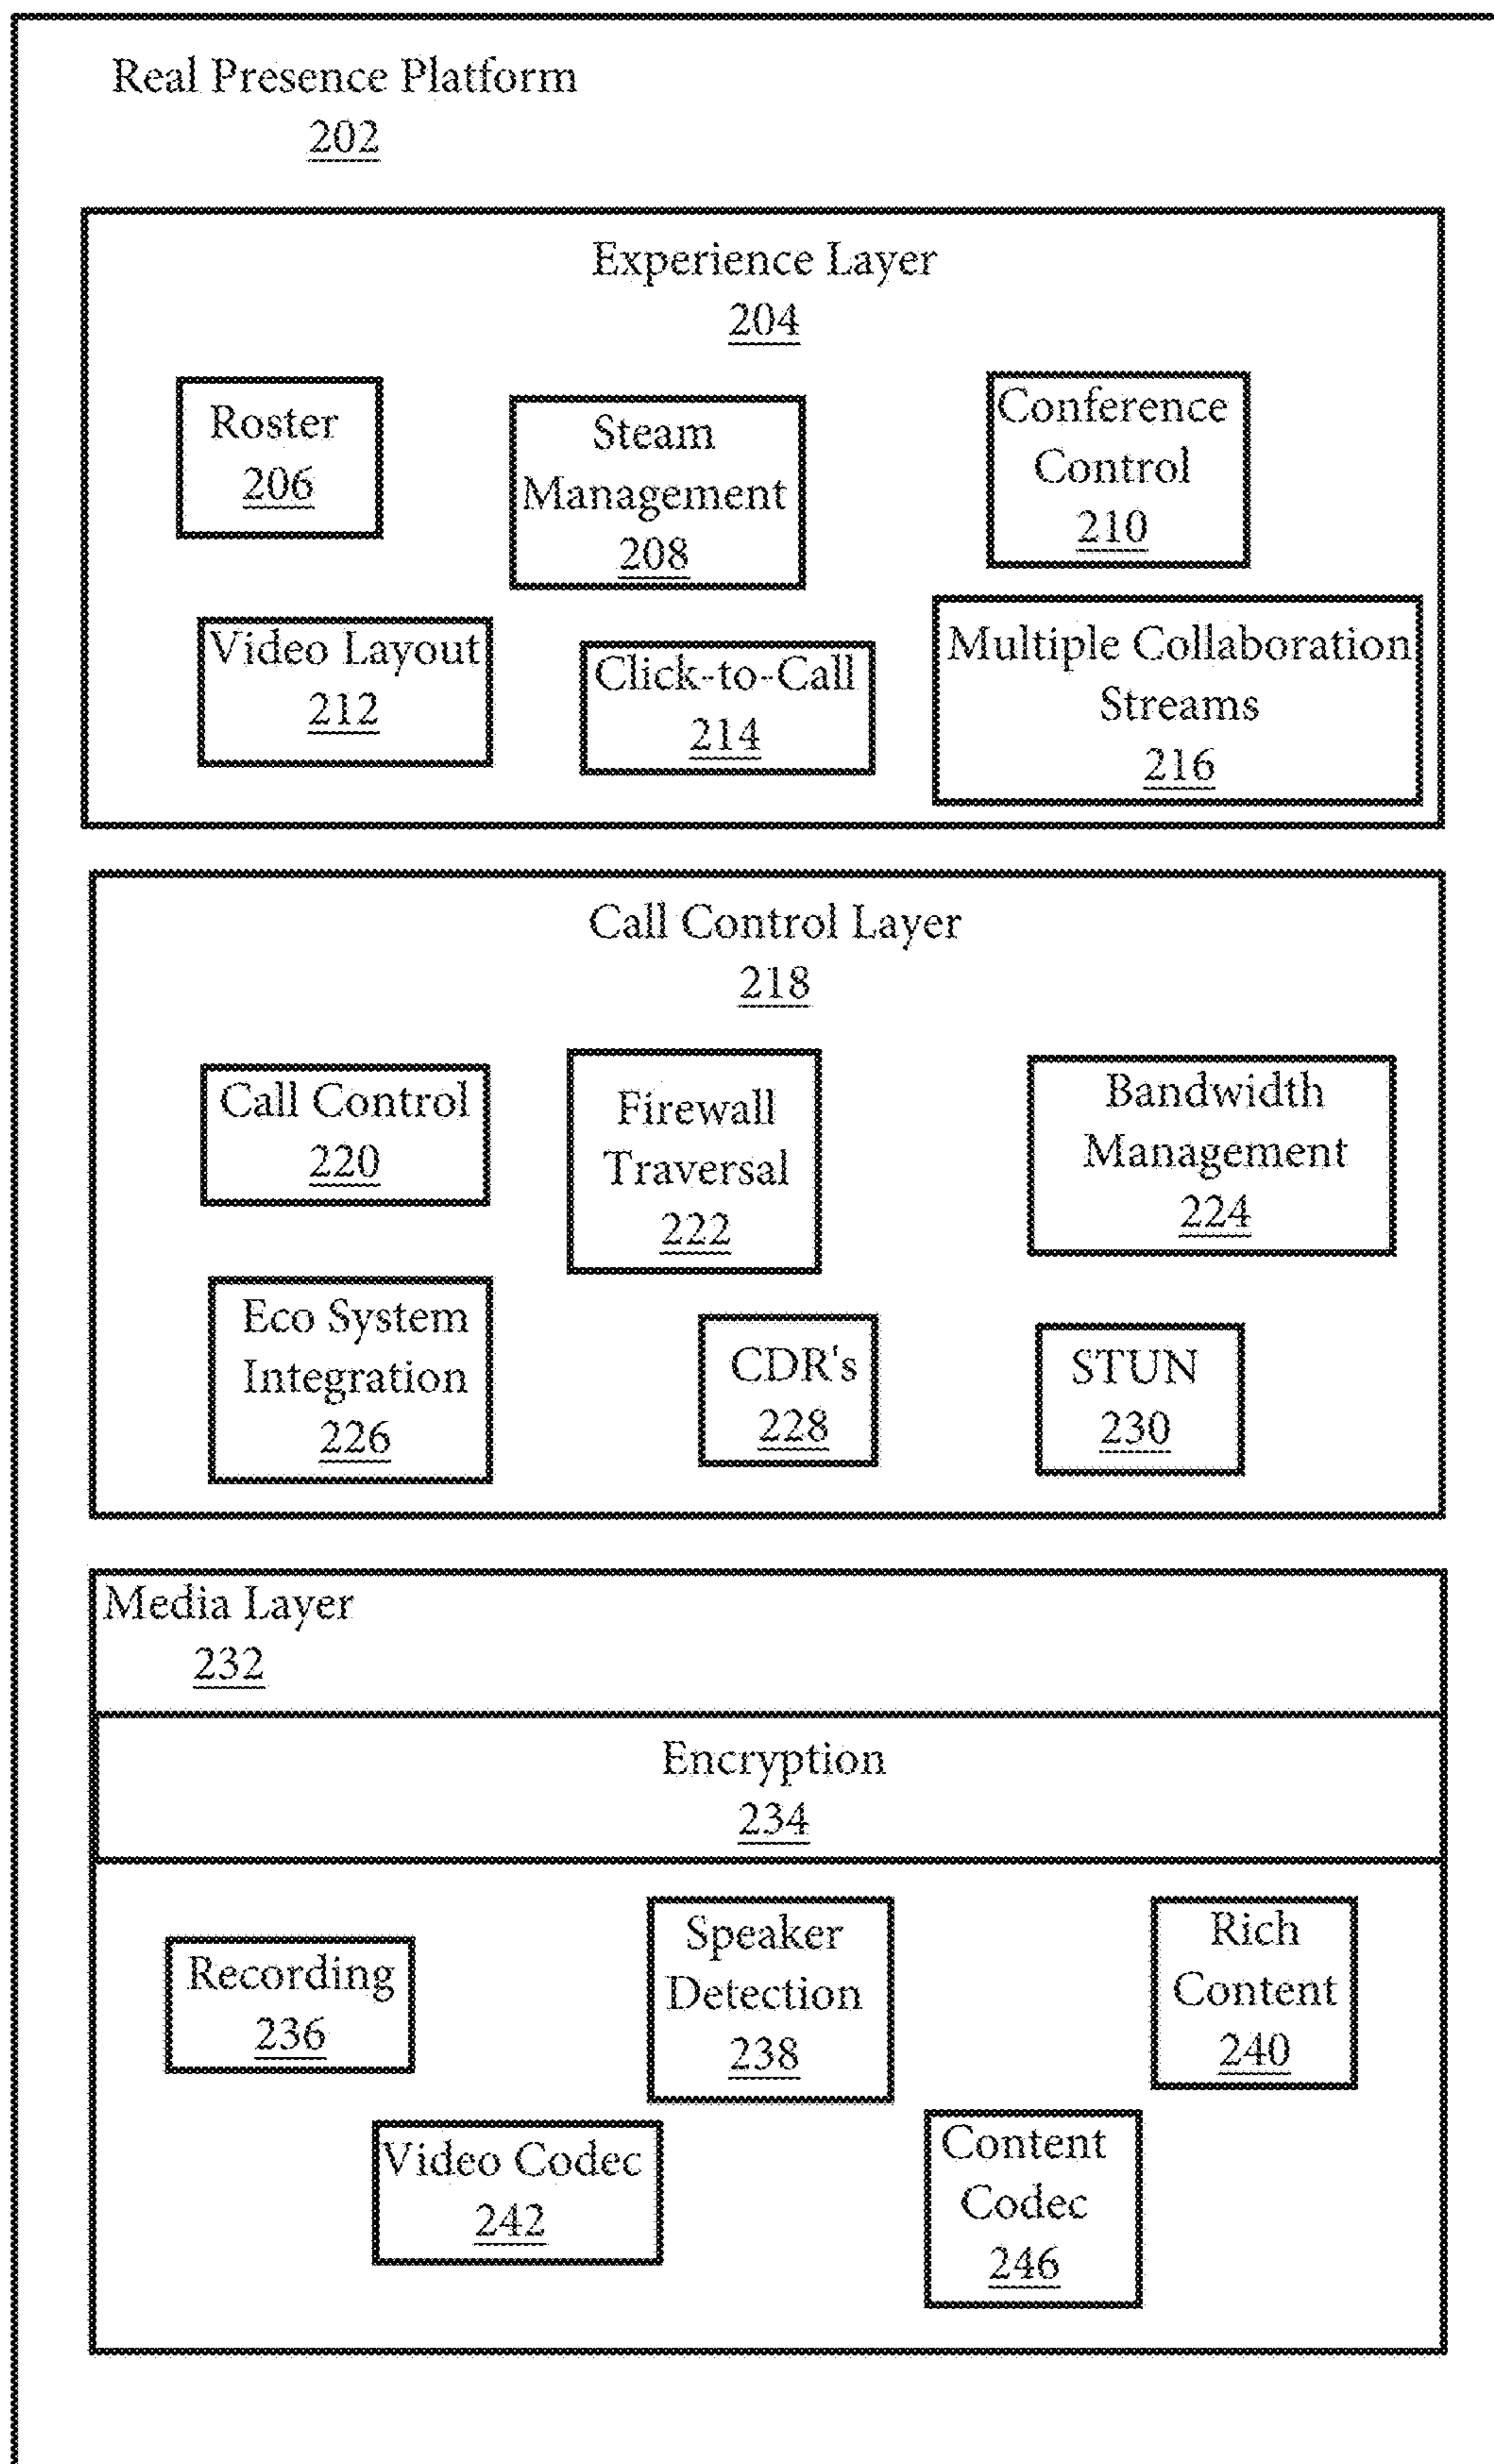 Real Presence Platform
202
Experience Layer
204
Roster
206
Steam
Management
208
Conference
Control
210
Video Layout
212
Click-to-Call
214
Multiple Collaboration
Streams
216
Call Control Layer
218
Call Control
220
Firewall
Traversal
222
Bandwidth
Management
224
Eco System
Integration
226
CDR's
228
STUN
230
Media Layer
232
Encryption
234
Recording
236
Speaker
Detection
238
Rich
Content
240
Video Codec
242
Content
Codec
246